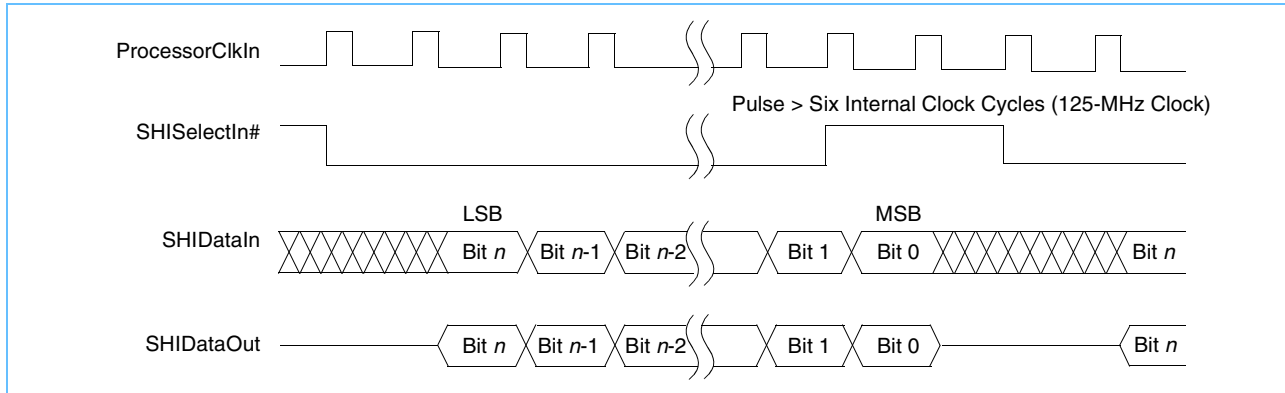 ProcessorClkIn
Pulse > Six Internal Clock Cycles (125-MHz Clock)
SHISelectIn#
LSB MSB
SHIDataIn Bit n Bit n-1 Bit n-2 Bit 1 Bit 0 Bit n
SHIDataOut Bit n Bit n-1 Bit n-2 Bit 1 Bit 0 Bit n